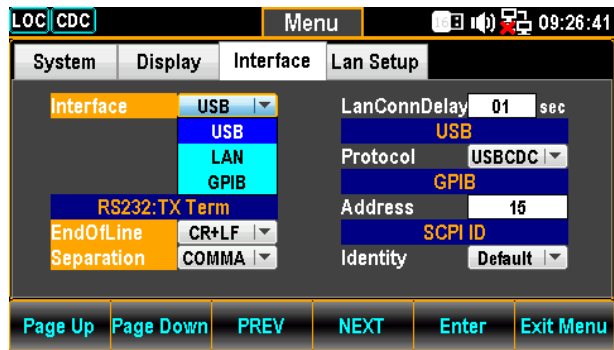 LOC CDC Menu 16 09:26:41
System Display Interface Lan Setup
Interface USB LanConnDelay 01 sec
USB USB
LAN Protocol USBCDC
GPIB GPIB
RS232:TX Term Address 15
EndOfLine CR+LF SCPI ID
Separation COMMA Identity Default
Page Up Page Down PREV NEXT Enter Exit Menu